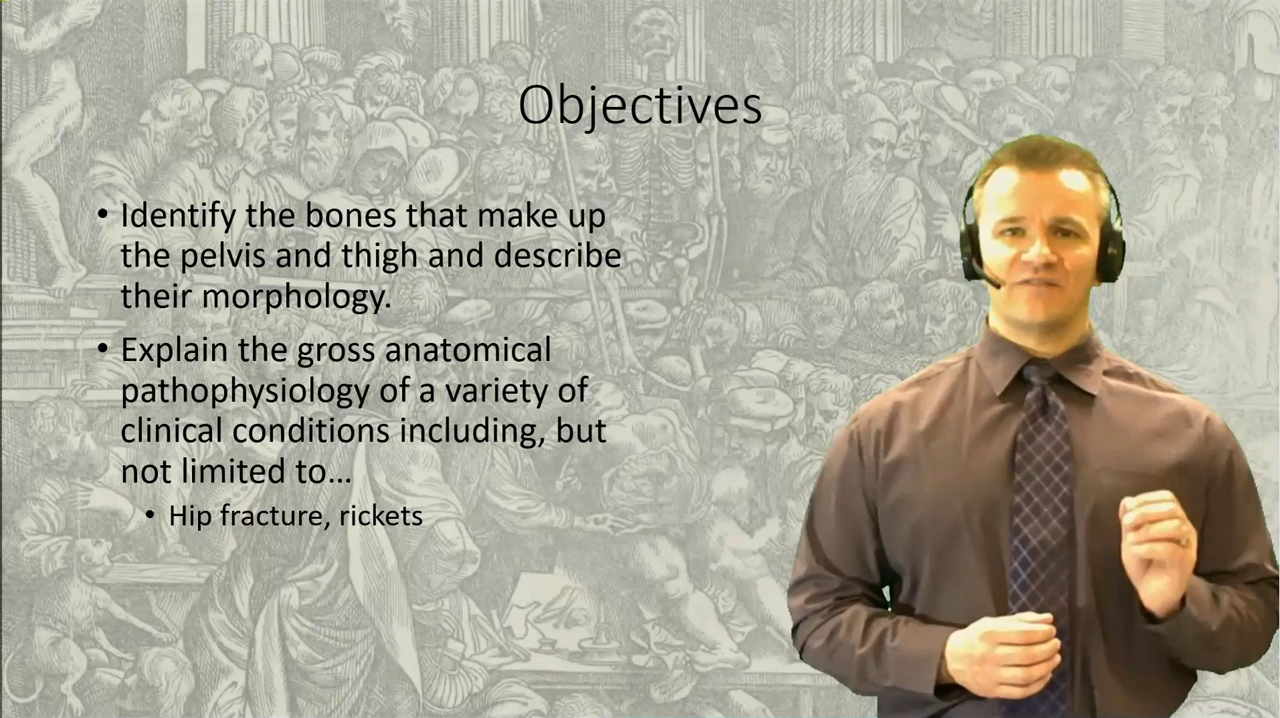 Objectives
• Identify the bones that make up
the pelvis and thigh and describe
their morphology.
• Explain the gross anatomical
pathophysiology of a variety of
clinical conditions including, but
not limited to…
• Hip fracture, rickets